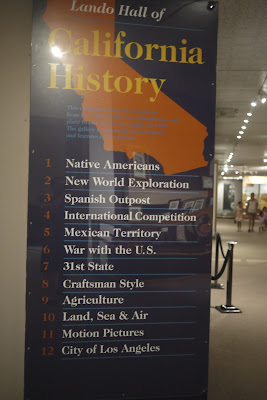 Lando Hall of
California
History
1 Native Americans
2 New World Exploration
3 Spanish Outpost
4 International Competition
5 Mexican Territory
6 War with the U.S.
7 31st State
8 Craftsman Style
9 Agriculture
10 Land, Sea & Air
11 Motion Pictures
12 City of Los Angeles